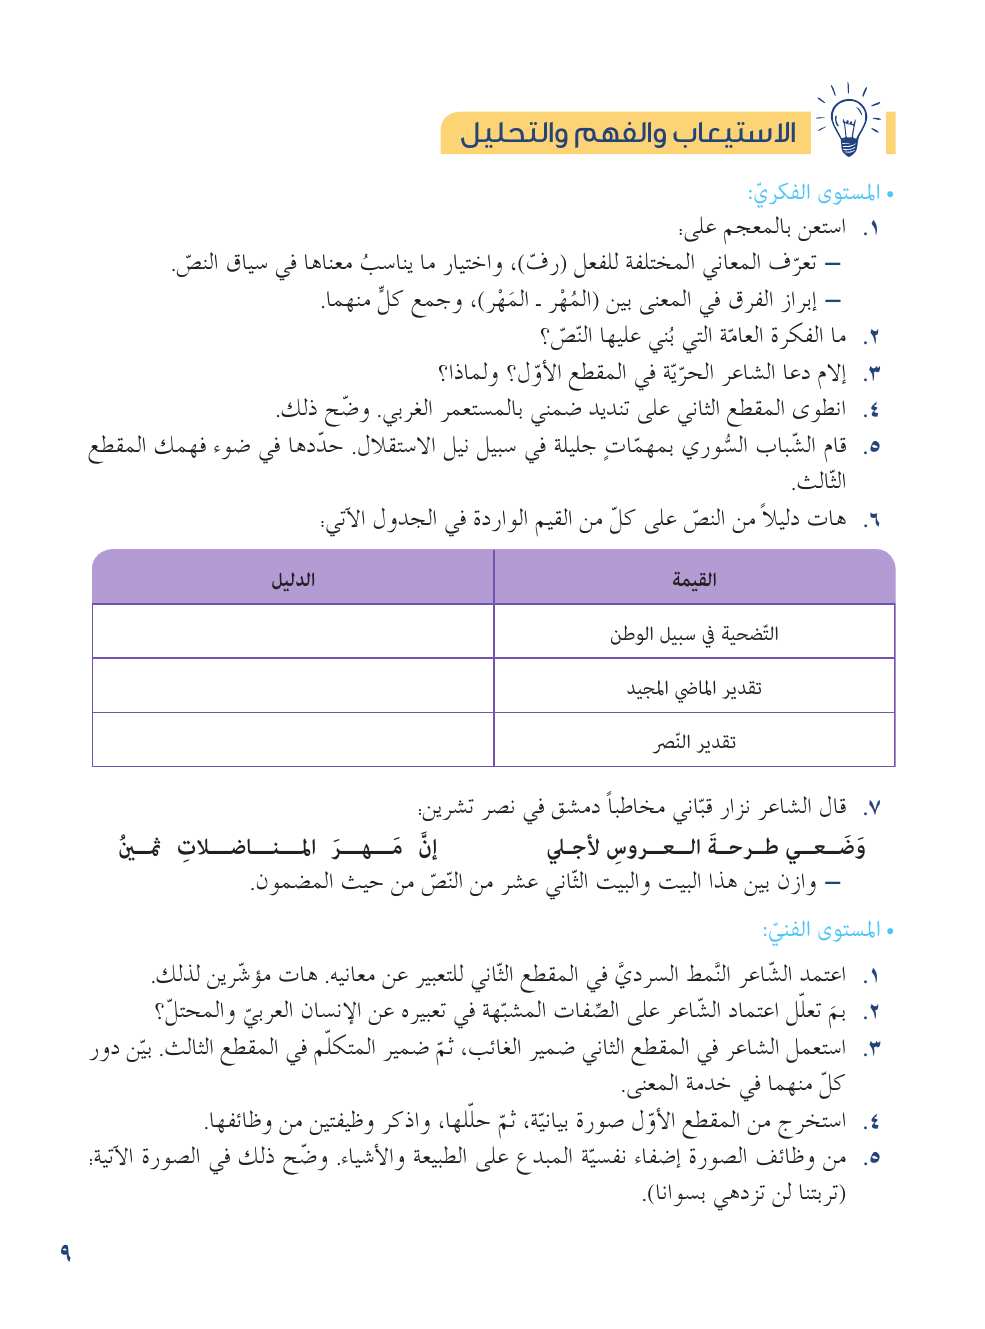 الاستيعاب والفهم والتحليل
• المستوى الفكريّ:
١. استعن بالمعجم على:
– تعرّف المعاني المختلفة للفعل (رفّ)، واختيار ما يناسبُ معناها في سياق النصّ.
– إبراز الفرق في المعنى بين (المُهْر ـ المَهْر)، وجمع كلٍّ منهما.
٢. ما الفكرة العامّة التي بُني عليها النّصّ؟
٣. إلام دعا الشاعر الحرّيّة في المقطع الأوّل؟ ولماذا؟
٤. انطوى المقطع الثاني على تنديد ضمني بالمستعمر الغربي. وضّح ذلك.
٥. قام الشّباب السُّوري بمهمّاتٍ جليلة في سبيل نيل الاستقلال. حدّدها في ضوء فهمك المقطع
الثّالث.
٦. هات دليلاً من النصّ على كلّ من القيم الواردة في الجدول الآتي:
القيمة الدليل
التّضحية في سبيل الوطن
تقدير الماضي المجيد
تقدير النّصر
٧. قال الشاعر نزار قبّاني مخاطباً دمشق في نصر تشرين:
وَضَـعـي طـرحـةَ الـعـروسِ لأجـلي إنَّ مَـهـرَ المـنـاضـلاتِ ثمـينُ
– وازن بين هذا البيت والبيت الثّاني عشر من النّصّ من حيث المضمون.
• المستوى الفنيّ:
١. اعتمد الشّاعر النَّمط السرديَّ في المقطع الثّاني للتعبير عن معانيه. هات مؤشّرين لذلك.
٢. بمَ تعلّل اعتماد الشّاعر على الصِّفات المشبّهة في تعبيره عن الإنسان العربيّ والمحتلّ؟
٣. استعمل الشاعر في المقطع الثاني ضمير الغائب، ثمّ ضمير المتكلّم في المقطع الثالث. بيّن دور
كلّ منهما في خدمة المعنى.
٤. استخرج من المقطع الأوّل صورة بيانيّة، ثمّ حلّلها، واذكر وظيفتين من وظائفها.
٥. من وظائف الصورة إضفاء نفسيّة المبدع على الطبيعة والأشياء. وضّح ذلك في الصورة الآتية:
(تربتنا لن تزدهي بسوانا).
٩